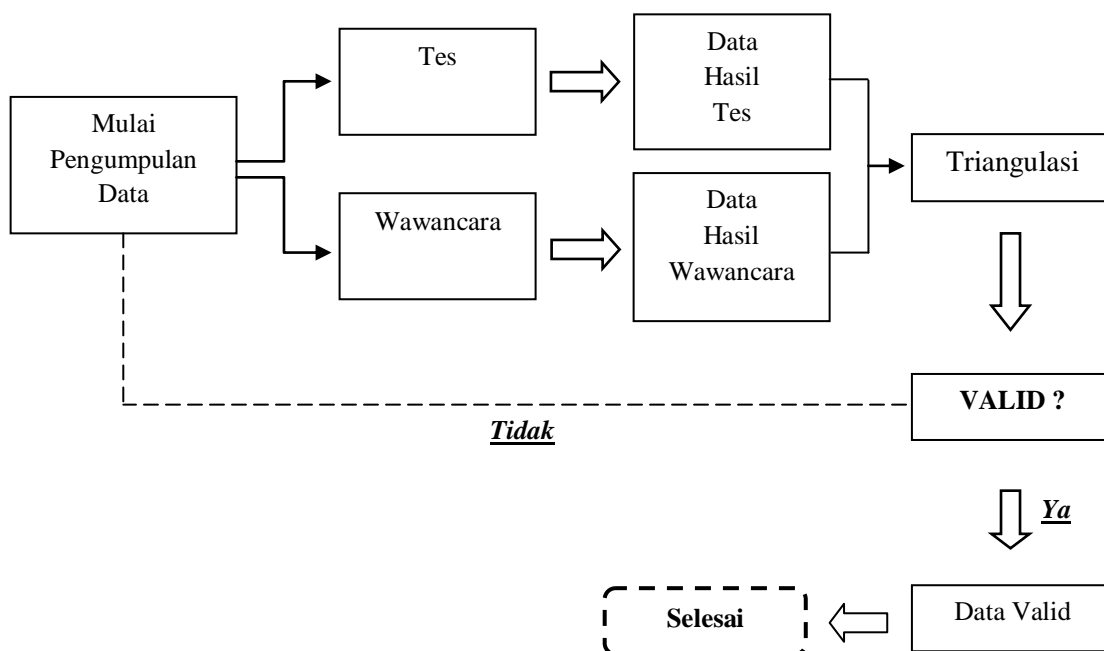 Mulai
Pengumpulan
Data
Tes
Data
Hasil
Tes
Wawancara
Data
Hasil
Wawancara
Triangulasi
VALID ?
Tidak
Ya
Data Valid
Selesai